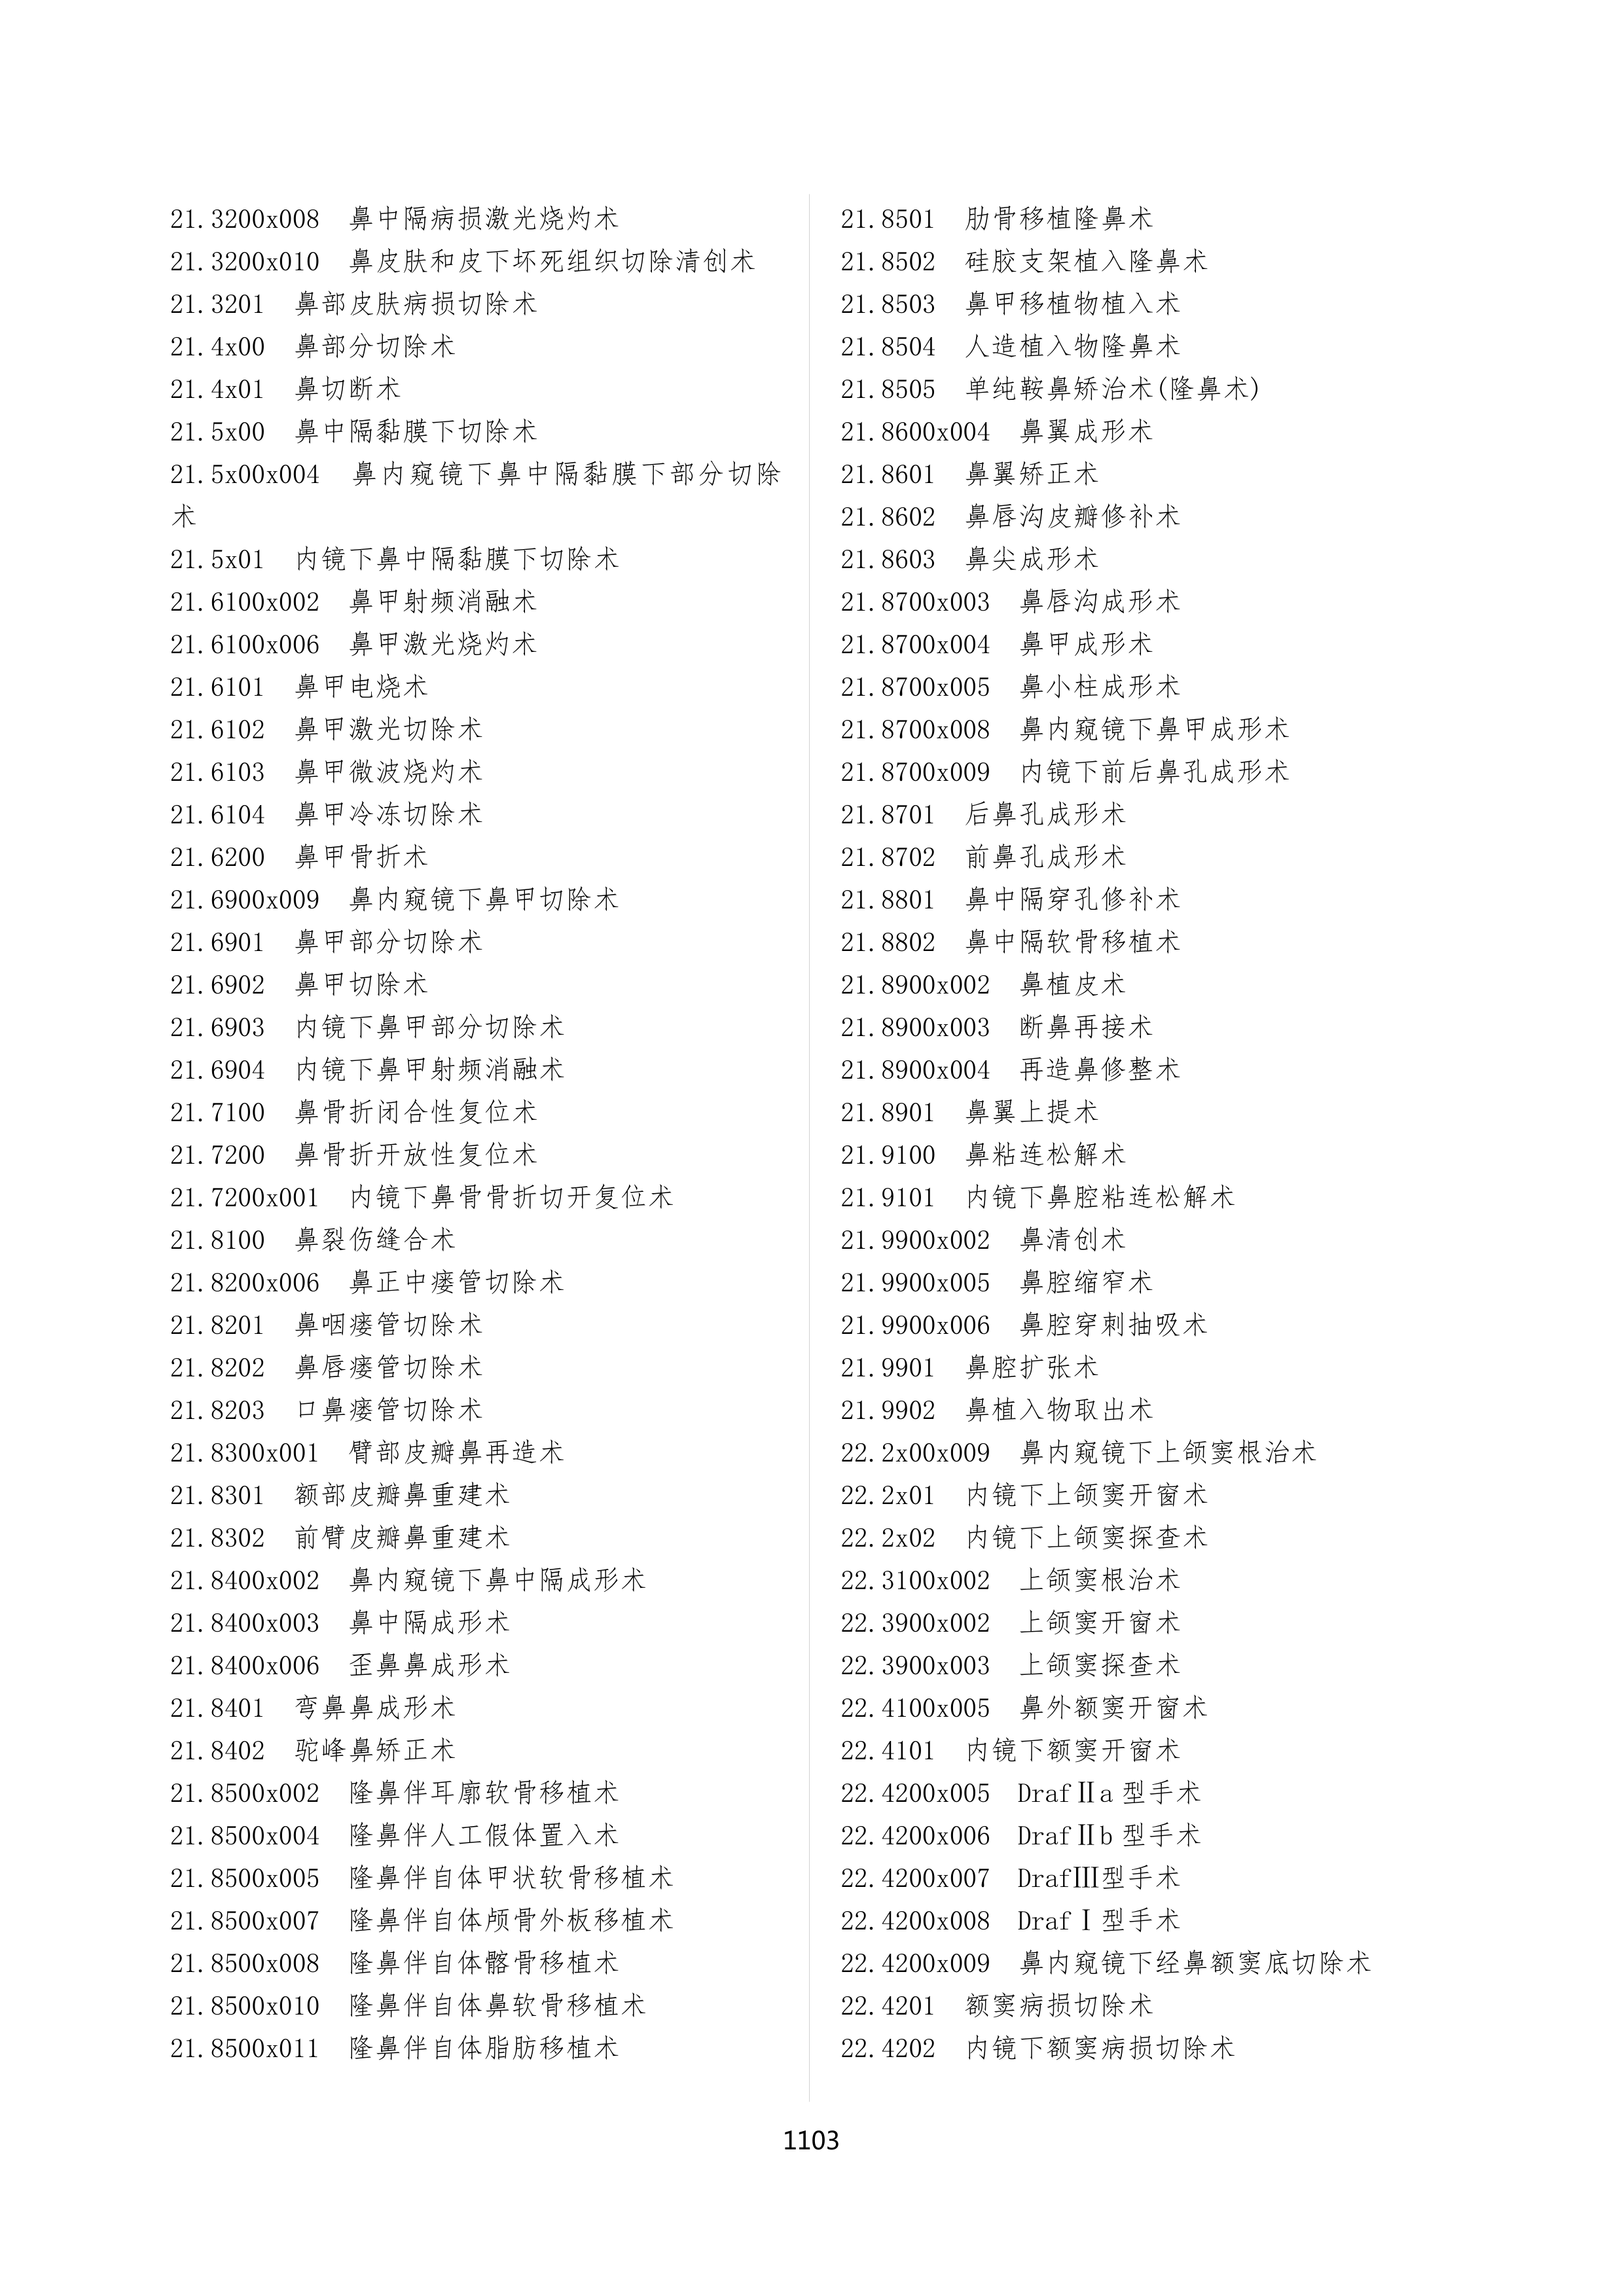 21.3200x008 鼻中隔病损激光烧灼术
21.3200x010 鼻皮肤和皮下坏死组织切除清创术
21.3201 鼻部皮肤病损切除术
21.4x00 鼻部分切除术
21.4x01 鼻切断术
21.5x00 鼻中隔黏膜下切除术
21.5x00x004 鼻内窥镜下鼻中隔黏膜下部分切除
术
21.5x01 内镜下鼻中隔黏膜下切除术
21.6100x002 鼻甲射频消融术
21.6100x006 鼻甲激光烧灼术
21.6101 鼻甲电烧术
21.6102 鼻甲激光切除术
21.6103 鼻甲微波烧灼术
21.6104 鼻甲冷冻切除术
21.6200 鼻甲骨折术
21.6900x009 鼻内窥镜下鼻甲切除术
21.6901 鼻甲部分切除术
21.6902 鼻甲切除术
21.6903 内镜下鼻甲部分切除术
21.6904 内镜下鼻甲射频消融术
21.7100 鼻骨折闭合性复位术
21.7200 鼻骨折开放性复位术
21.7200x001 内镜下鼻骨骨折切开复位术
21.8100 鼻裂伤缝合术
21.8200x006 鼻正中瘘管切除术
21.8201 鼻咽瘘管切除术
21.8202 鼻唇瘘管切除术
21.8203 口鼻瘘管切除术
21.8300x001 臂部皮瓣鼻再造术
21.8301 额部皮瓣鼻重建术
21.8302 前臂皮瓣鼻重建术
21.8400x002 鼻内窥镜下鼻中隔成形术
21.8400x003 鼻中隔成形术
21.8400x006 歪鼻鼻成形术
21.8401 弯鼻鼻成形术
21.8402 驼峰鼻矫正术
21.8500x002 隆鼻伴耳廓软骨移植术
21.8500x004 隆鼻伴人工假体置入术
21.8500x005 隆鼻伴自体甲状软骨移植术
21.8500x007 隆鼻伴自体颅骨外板移植术
21.8500x008 隆鼻伴自体髂骨移植术
21.8500x010 隆鼻伴自体鼻软骨移植术
21.8500x011 隆鼻伴自体脂肪移植术
21.8501 肋骨移植隆鼻术
21.8502 硅胶支架植入隆鼻术
21.8503 鼻甲移植物植入术
21.8504 人造植入物隆鼻术
21.8505 单纯鞍鼻矫治术(隆鼻术)
21.8600x004 鼻翼成形术
21.8601 鼻翼矫正术
21.8602 鼻唇沟皮瓣修补术
21.8603 鼻尖成形术
21.8700x003 鼻唇沟成形术
21.8700x004 鼻甲成形术
21.8700x005 鼻小柱成形术
21.8700x008 鼻内窥镜下鼻甲成形术
21.8700x009 内镜下前后鼻孔成形术
21.8701 后鼻孔成形术
21.8702 前鼻孔成形术
21.8801 鼻中隔穿孔修补术
21.8802 鼻中隔软骨移植术
21.8900x002 鼻植皮术
21.8900x003 断鼻再接术
21.8900x004 再造鼻修整术
21.8901 鼻翼上提术
21.9100 鼻粘连松解术
21.9101 内镜下鼻腔粘连松解术
21.9900x002 鼻清创术
21.9900x005 鼻腔缩窄术
21.9900x006 鼻腔穿刺抽吸术
21.9901 鼻腔扩张术
21.9902 鼻植入物取出术
22.2x00x009 鼻内窥镜下上颌窦根治术
22.2x01 内镜下上颌窦开窗术
22.2x02 内镜下上颌窦探查术
22.3100x002 上颌窦根治术
22.3900x002 上颌窦开窗术
22.3900x003 上颌窦探查术
22.4100x005 鼻外额窦开窗术
22.4101 内镜下额窦开窗术
22.4200x005 DrafⅡa 型手术
22.4200x006 DrafⅡb 型手术
22.4200x007 DrafⅢ型手术
22.4200x008 DrafⅠ型手术
22.4200x009 鼻内窥镜下经鼻额窦底切除术
22.4201 额窦病损切除术
22.4202 内镜下额窦病损切除术
1103